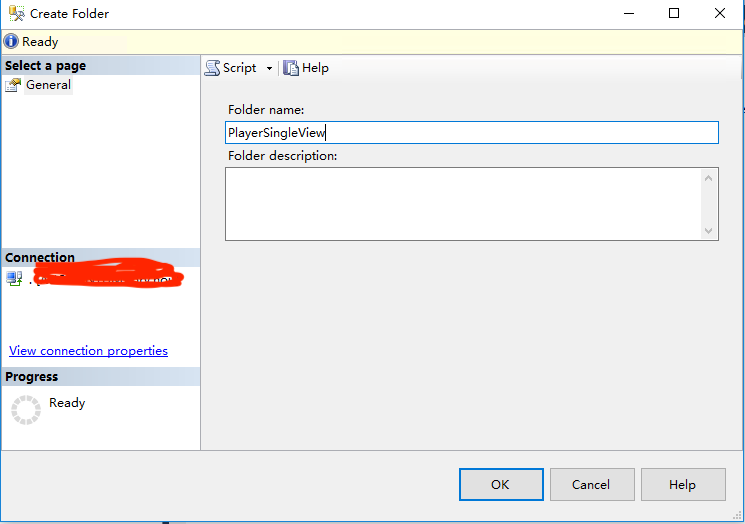 Create Folder
Ready
Select a page
General
Script
Help
Folder name:
PlayerSingleView
Folder description:
Connection
View connection properties
Progress
Ready
OK
Cancel
Help